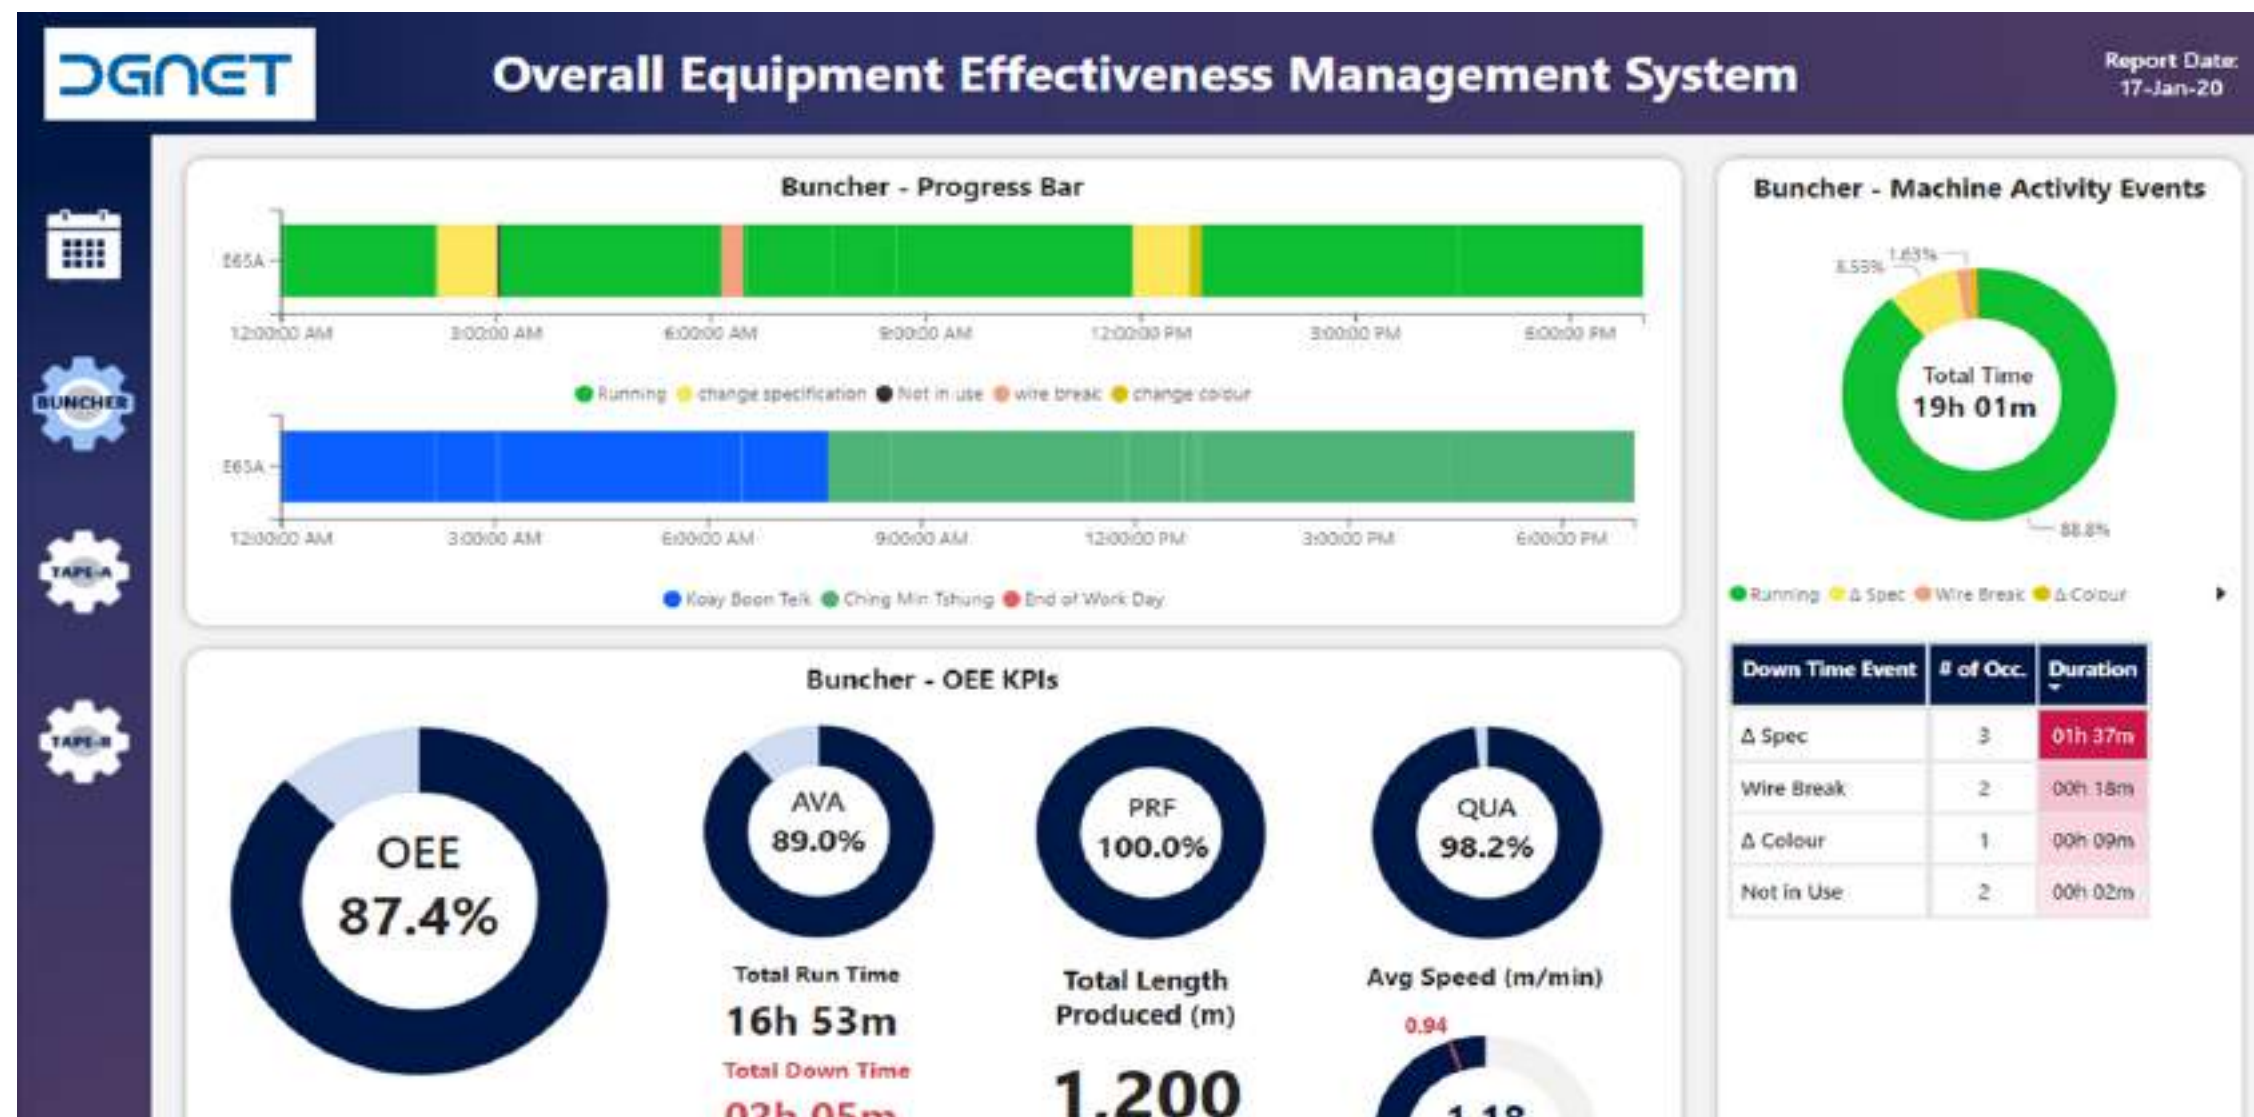 DGNET
Overall Equipment Effectiveness Management System
Report Date:
17-Jan-20
Buncher - Progress Bar
E65A
12:00:00 AM 3:00:00 AM 6:00:00 AM 9:00:00 AM 12:00:00 PM 3:00:00 PM 6:00:00 PM
Running change specification Not in use wire break change colour
E65A
12:00:00 AM 3:00:00 AM 6:00:00 AM 9:00:00 AM 12:00:00 PM 3:00:00 PM 6:00:00 PM
Koay Boon Teik Ching Min Tshung End of Work Day
BUNCHER
TAPE-A
TAPE-B
Buncher - Machine Activity Events
1.63%
8.53%
Total Time
19h 01m
88.8%
Running Δ Spec Wire Break Δ Colour
Down Time Event # of Occ. Duration
Δ Spec 3 01h 37m
Wire Break 2 00h 18m
Δ Colour 1 00h 09m
Not in Use 2 00h 02m
Buncher - OEE KPIs
OEE
87.4%
AVA
89.0%
PRF
100.0%
QUA
98.2%
Total Run Time
16h 53m
Total Down Time
02h 05m
Total Length
Produced (m)
1,200
Avg Speed (m/min)
0.94
1.18